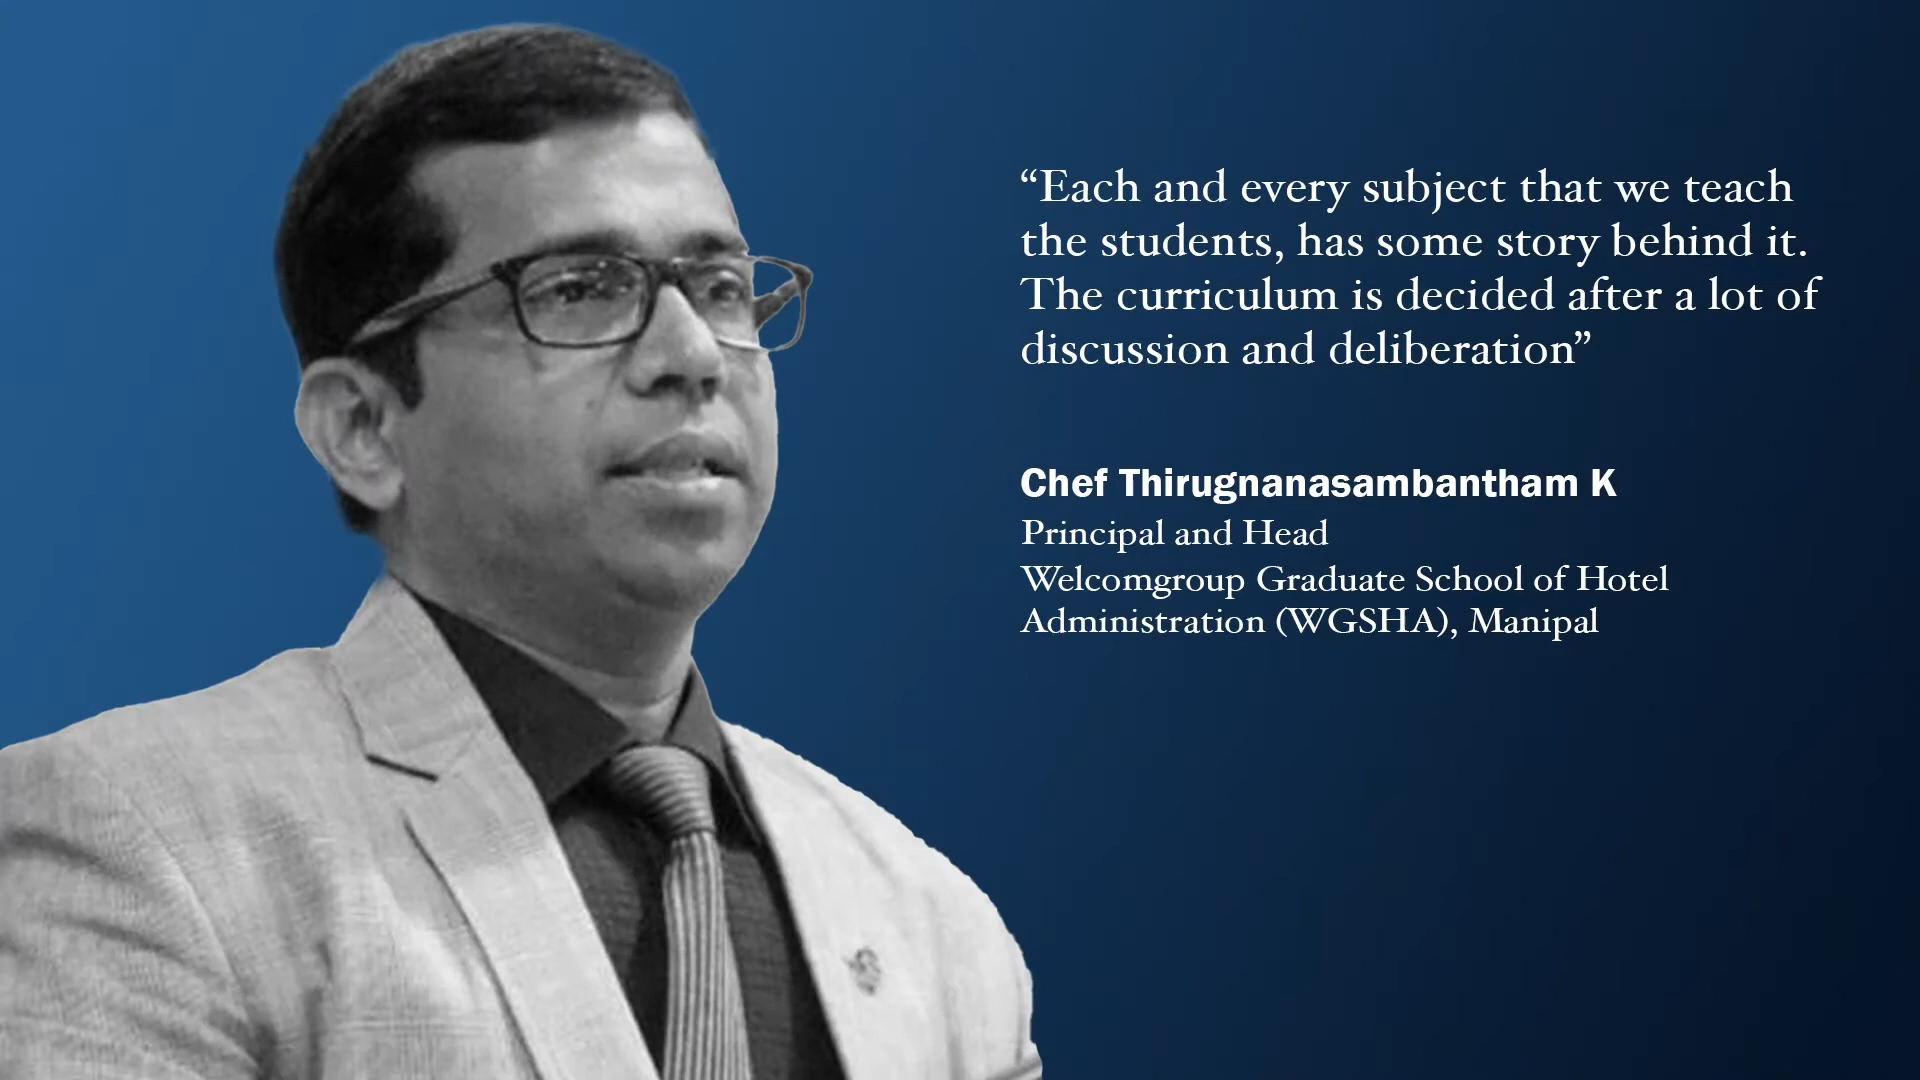 “Each and every subject that we teach
the students, has some story behind it.
The curriculum is decided after a lot of
discussion and deliberation”
Chef Thirugnanasambantham K
Principal and Head
Welcomgroup Graduate School of Hotel
Administration (WGSHA), Manipal